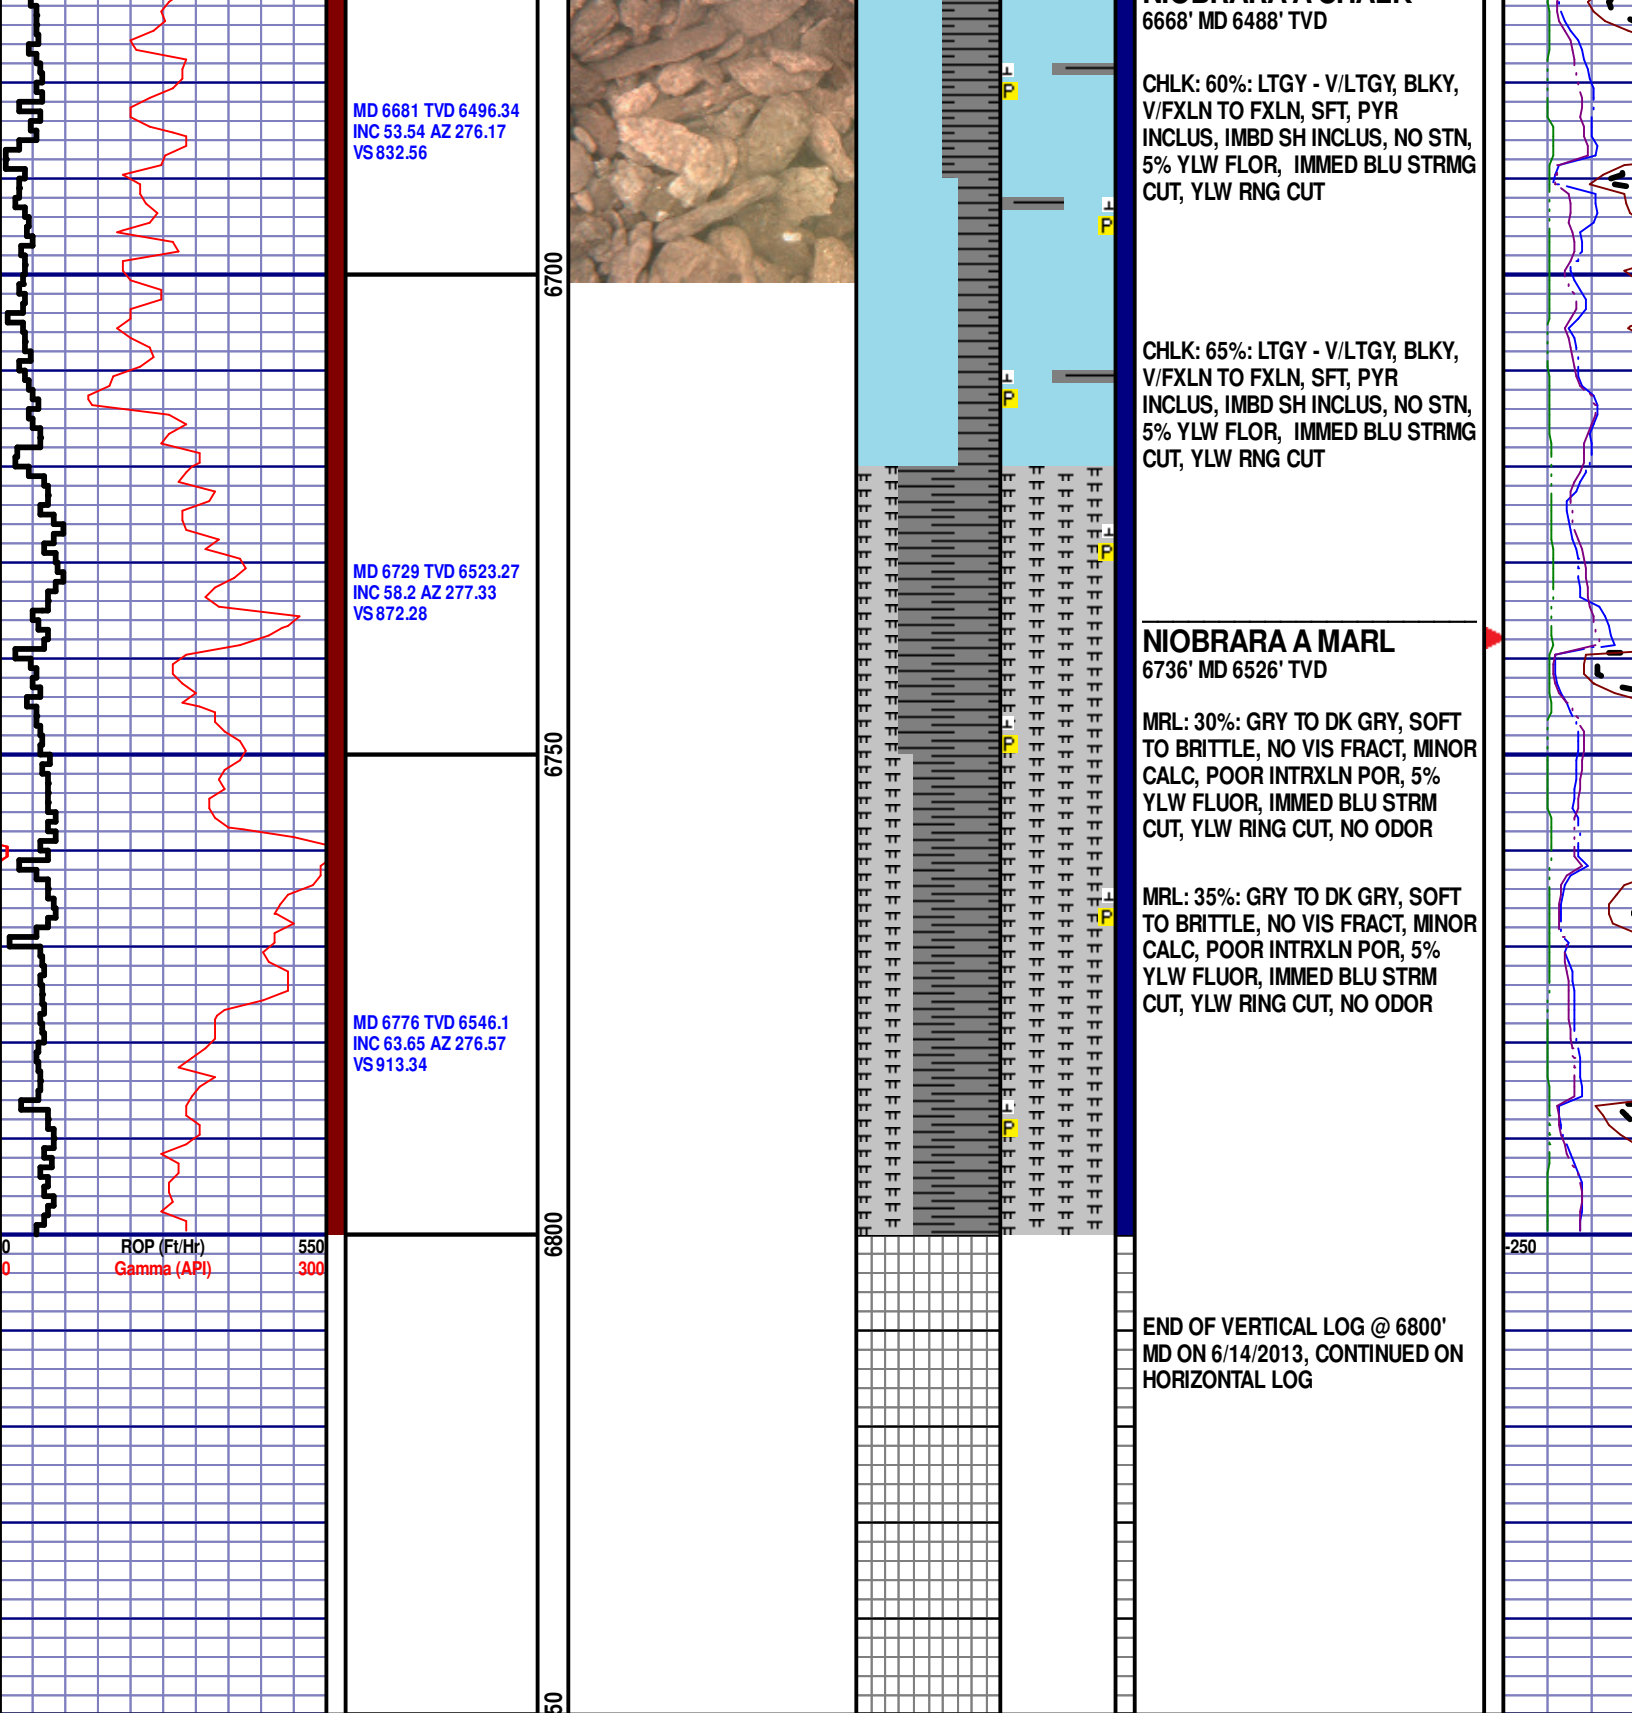 NIOBRARA A CHALK
6668' MD 6488' TVD
CHLK: 60%: LTGY - V/LTGY, BLKY,
V/FXLN TO FXLN, SFT, PYR
INCLUS, IMBD SH INCLUS, NO STN,
5% YLW FLOR, IMMED BLU STRMG
CUT, YLW RNG CUT
MD 6681 TVD 6496.34
INC 53.54 AZ 276.17
VS 832.56
6700
CHLK: 65%: LTGY - V/LTGY, BLKY,
V/FXLN TO FXLN, SFT, PYR
INCLUS, IMBD SH INCLUS, NO STN,
5% YLW FLOR, IMMED BLU STRMG
CUT, YLW RNG CUT
MD 6729 TVD 6523.27
INC 58.2 AZ 277.33
VS 872.28
NIOBRARA A MARL
6736' MD 6526' TVD
6750
MRL: 30%: GRY TO DK GRY, SOFT
TO BRITTLE, NO VIS FRACT, MINOR
CALC, POOR INTRXLN POR, 5%
YLW FLUOR, IMMED BLU STRM
CUT, YLW RING CUT, NO ODOR
MRL: 35%: GRY TO DK GRY, SOFT
TO BRITTLE, NO VIS FRACT, MINOR
CALC, POOR INTRXLN POR, 5%
YLW FLUOR, IMMED BLU STRM
CUT, YLW RING CUT, NO ODOR
MD 6776 TVD 6546.1
INC 63.65 AZ 276.57
VS 913.34
6800
0 ROP (Ft/Hr) 550
0 Gamma (API) 300
-250
END OF VERTICAL LOG @ 6800'
MD ON 6/14/2013, CONTINUED ON
HORIZONTAL LOG
50
P
P
P
P
P
P
P